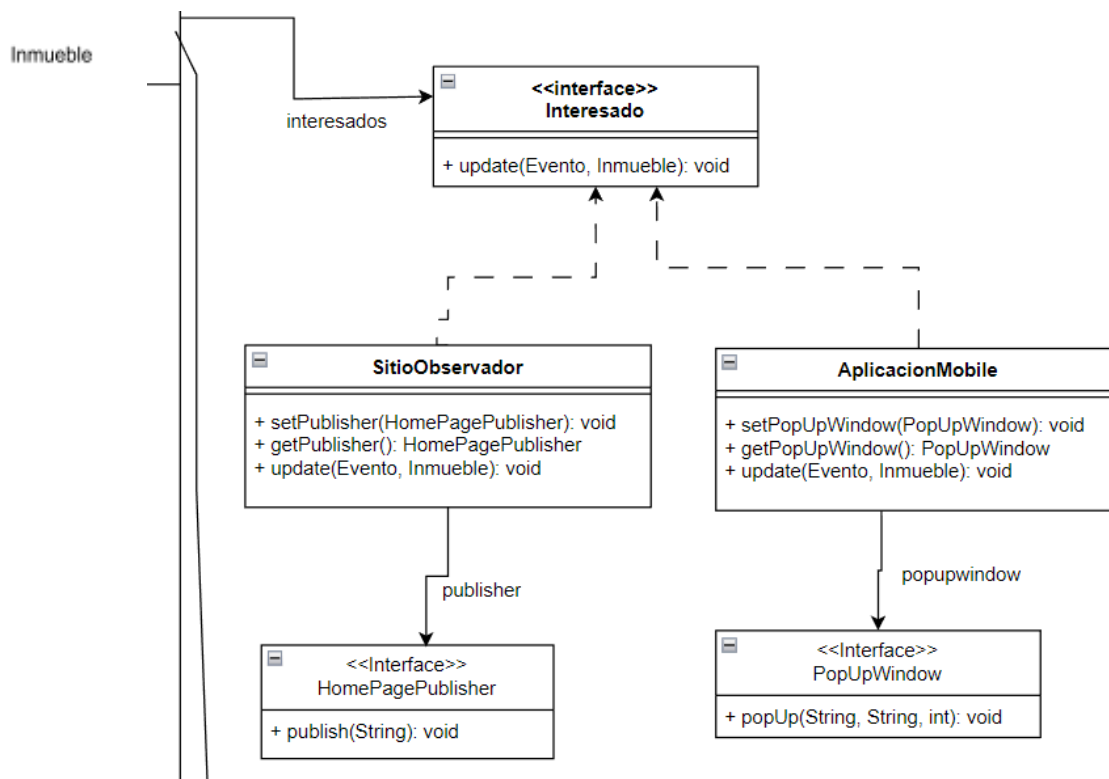 Inmueble
interesados
<<interface>>
Interesado
+ update(Evento, Inmueble): void
SitioObservador
+ setPublisher(HomePagePublisher): void
+ getPublisher(): HomePagePublisher
+ update(Evento, Inmueble): void
AplicacionMobile
+ setPopUpWindow(PopUpWindow): void
+ getPopUpWindow(): PopUpWindow
+ update(Evento, Inmueble): void
publisher
popupwindow
<<Interface>>
HomePagePublisher
+ publish(String): void
<<Interface>>
PopUpWindow
+ popUp(String, String, int): void